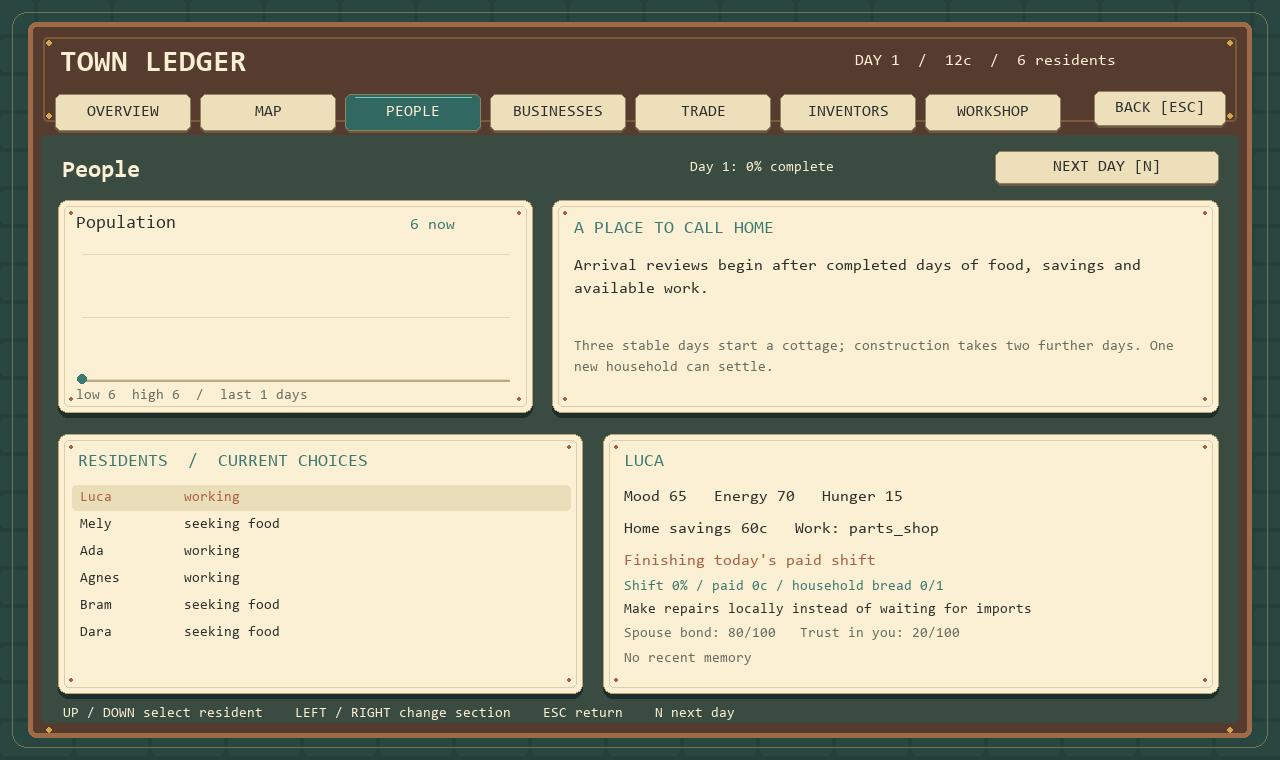 TOWN LEDGER
DAY 1 / 12c / 6 residents
OVERVIEW MAP PEOPLE BUSINESSES TRADE INVENTORS WORKSHOP BACK [ESC]
People
Day 1: 0% complete
NEXT DAY [N]
Population
6 now
low 6 high 6 / last 1 days
A PLACE TO CALL HOME
Arrival reviews begin after completed days of food, savings and
available work.
Three stable days start a cottage; construction takes two further days. One
new household can settle.
RESIDENTS / CURRENT CHOICES
Luca working
Mely seeking food
Ada working
Agnes working
Bram seeking food
Dara seeking food
LUCA
Mood 65 Energy 70 Hunger 15
Home savings 60c Work: parts_shop
Finishing today's paid shift
Shift 0% / paid 0c / household bread 0/1
Make repairs locally instead of waiting for imports
Spouse bond: 80/100 Trust in you: 20/100
No recent memory
UP / DOWN select resident LEFT / RIGHT change section ESC return N next day